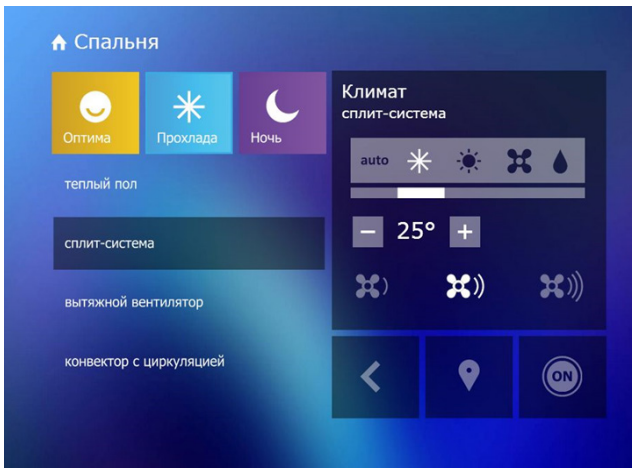 Спальня
Оптима
Прохлада
Ночь
теплый пол
сплит-система
вытяжной вентилятор
конвектор с циркуляцией
Климат
сплит-система
auto
− 25° +
ON